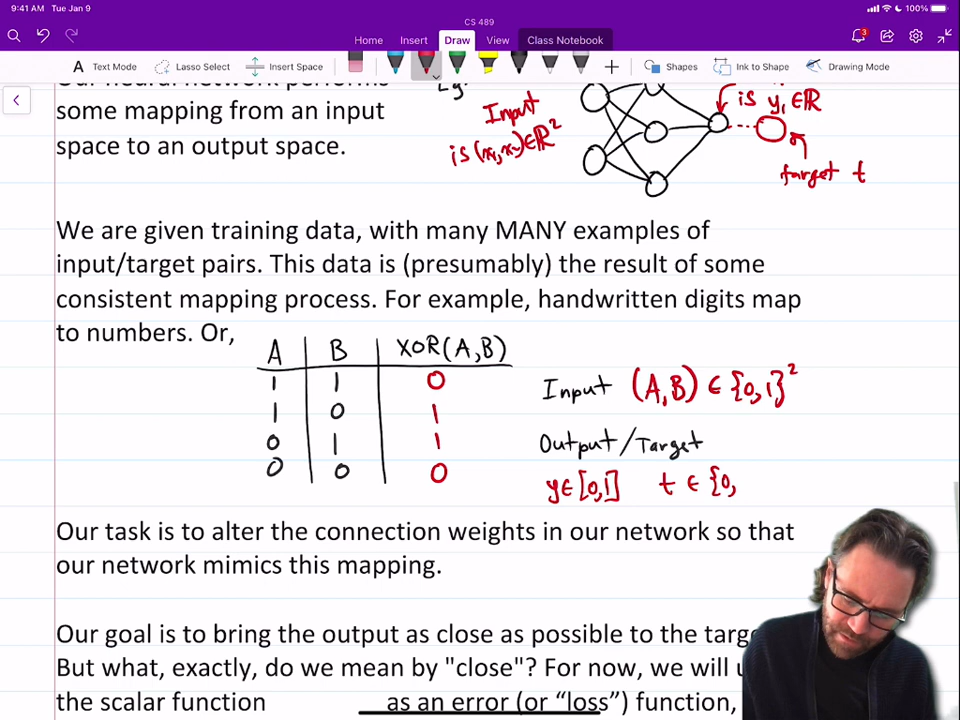 9:41 AM Tue Jan 9
100%
CS 489
Home Insert Draw View Class Notebook
3
A Text Mode Lasso Select Insert Space Shapes Ink to Shape Drawing Mode
Our neural network performs
some mapping from an input
space to an output space.
Input
is (x₁,x₂)∈ℝ²
is y₁∈ℝ
target t
We are given training data, with many MANY examples of
input/target pairs. This data is (presumably) the result of some
consistent mapping process. For example, handwritten digits map
to numbers. Or,
A B XOR(A,B)
1 1 0
1 0 1
0 1 1
0 0 0
Input (A,B) ∈ {0,1}²
Output/Target
y∈[0,1] t ∈ {0,
Our task is to alter the connection weights in our network so that
our network mimics this mapping.
Our goal is to bring the output as close as possible to the
But what, exactly, do we mean by "close"? For now, we will
the scalar function as an error (or “loss”) function,